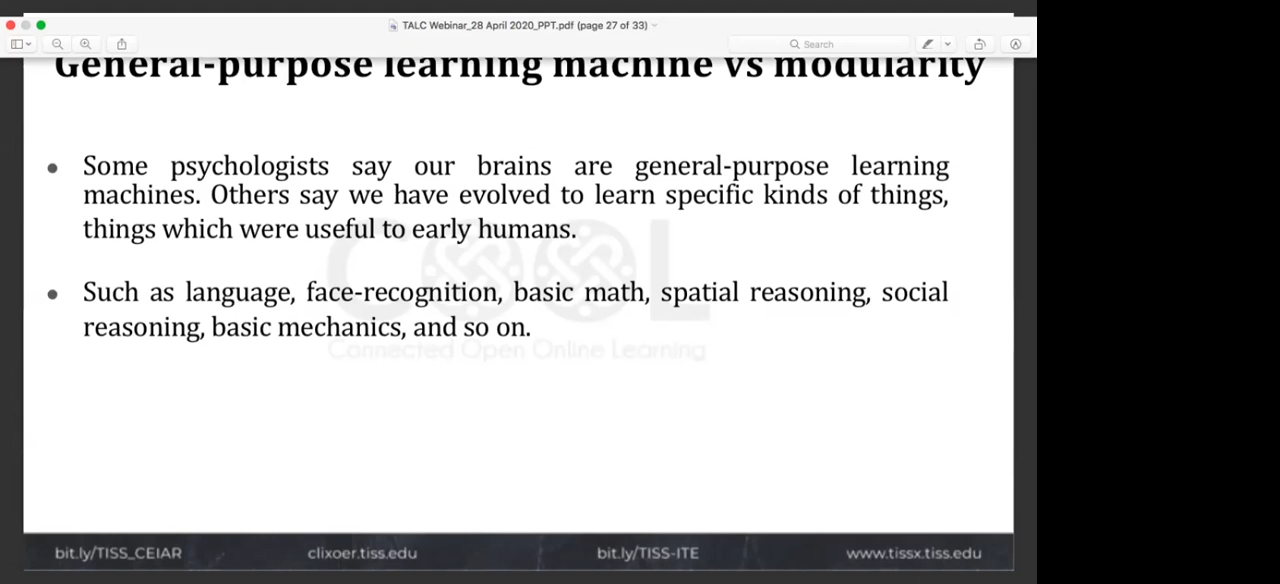 TALC Webinar_28 April 2020_PPT.pdf (page 27 of 33)
Search
General-purpose learning machine vs modularity
Some psychologists say our brains are general-purpose learning
machines. Others say we have evolved to learn specific kinds of things,
things which were useful to early humans.
Such as language, face-recognition, basic math, spatial reasoning, social
reasoning, basic mechanics, and so on.
COOL
Connected Open Online Learning
bit.ly/TISS_CEIAR
clixoer.tiss.edu
bit.ly/TISS-ITE
www.tissx.tiss.edu